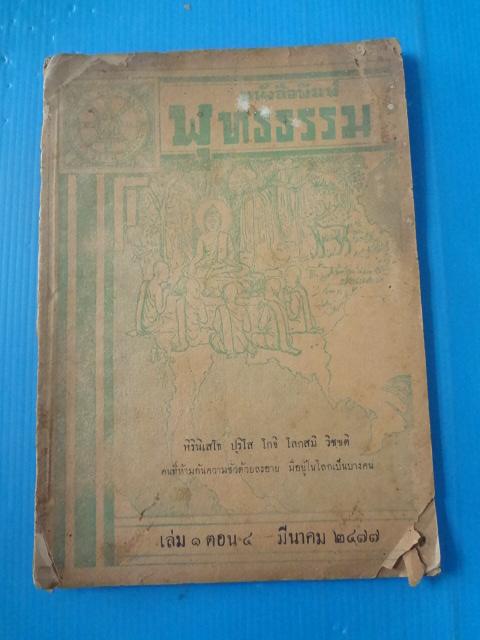 หนังสือพิมพ์
พุทธธรรม
หิรินิเสโธ ปุริโส โกจิ โลกสมิ วิชชติ
คนที่ห้ามกันความชั่วด้วยละอาย มีอยู่ในโลกเป็นบางคน
เล่ม ๑ ตอน ๔ มีนาคม ๒๔๗๗